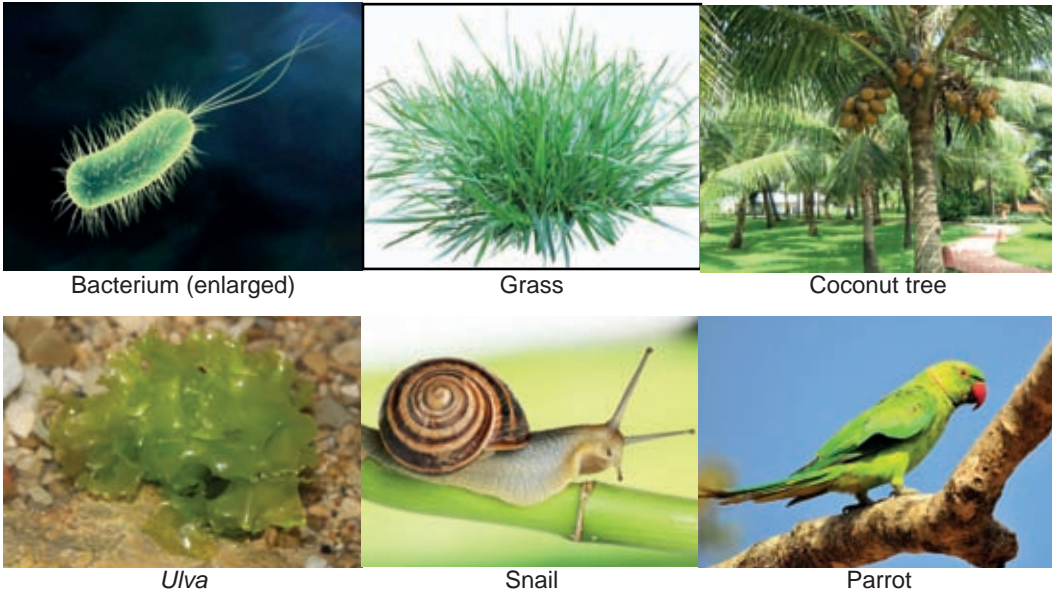 Bacterium (enlarged)
Grass
Coconut tree
Ulva
Snail
Parrot